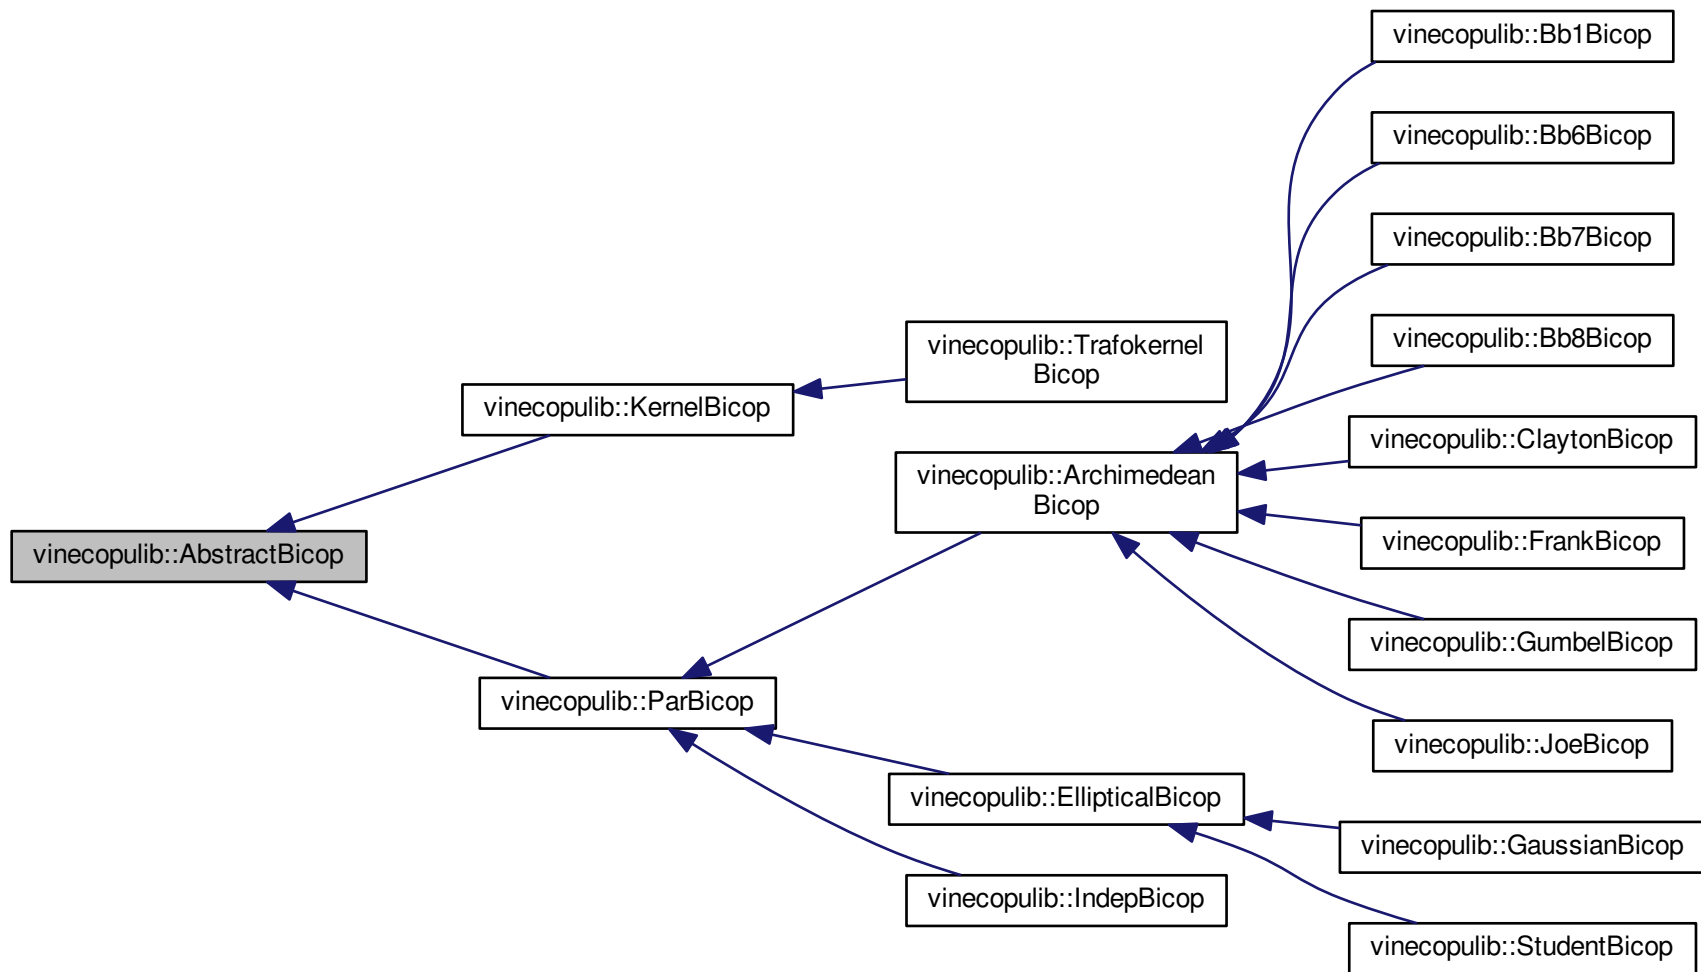 vinecopulib::Bb1Bicop
vinecopulib::Bb6Bicop
vinecopulib::Bb7Bicop
vinecopulib::Bb8Bicop
vinecopulib::Trafokernel
Bicop
vinecopulib::KernelBicop
vinecopulib::ClaytonBicop
vinecopulib::Archimedean
Bicop
vinecopulib::FrankBicop
vinecopulib::AbstractBicop
vinecopulib::GumbelBicop
vinecopulib::ParBicop
vinecopulib::JoeBicop
vinecopulib::EllipticalBicop
vinecopulib::GaussianBicop
vinecopulib::IndepBicop
vinecopulib::StudentBicop